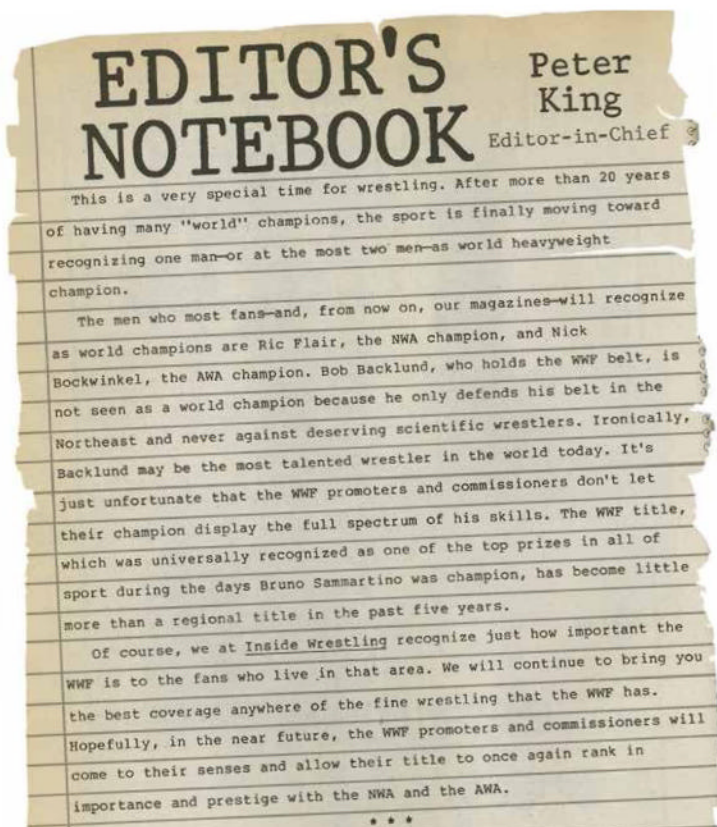 EDITOR'S
NOTEBOOK
Peter
King
Editor-in-Chief
This is a very special time for wrestling. After more than 20 years
of having many "world" champions, the sport is finally moving toward
recognizing one man—or at the most two men—as world heavyweight
champion.
The men who most fans—and, from now on, our magazines—will recognize
as world champions are Ric Flair, the NWA champion, and Nick
Bockwinkel, the AWA champion. Bob Backlund, who holds the WWF belt, is
not seen as a world champion because he only defends his belt in the
Northeast and never against deserving scientific wrestlers. Ironically,
Backlund may be the most talented wrestler in the world today. It's
just unfortunate that the WWF promoters and commissioners don't let
their champion display the full spectrum of his skills. The WWF title,
which was universally recognized as one of the top prizes in all of
sport during the days Bruno Sammartino was champion, has become little
more than a regional title in the past five years.
Of course, we at Inside Wrestling recognize just how important the
WWF is to the fans who live in that area. We will continue to bring you
the best coverage anywhere of the fine wrestling that the WWF has.
Hopefully, in the near future, the WWF promoters and commissioners will
come to their senses and allow their title to once again rank in
importance and prestige with the NWA and the AWA.
* * *